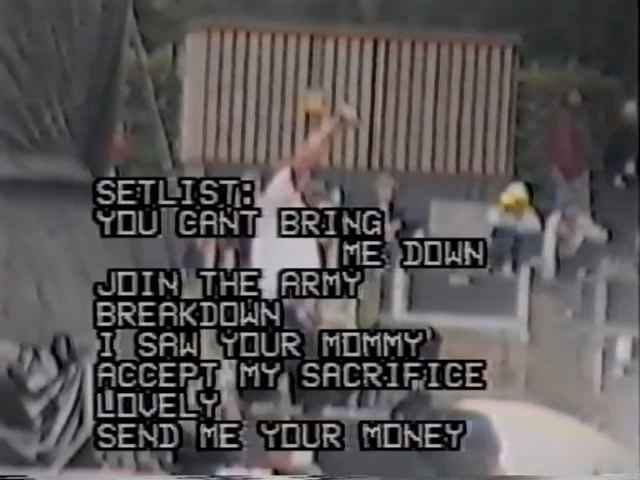 SETLIST:
YOU CANT BRING
ME DOWN
JOIN THE ARMY
BREAKDOWN
I SAW YOUR MOMMY
ACCEPT MY SACRIFICE
LOVELY
SEND ME YOUR MONEY